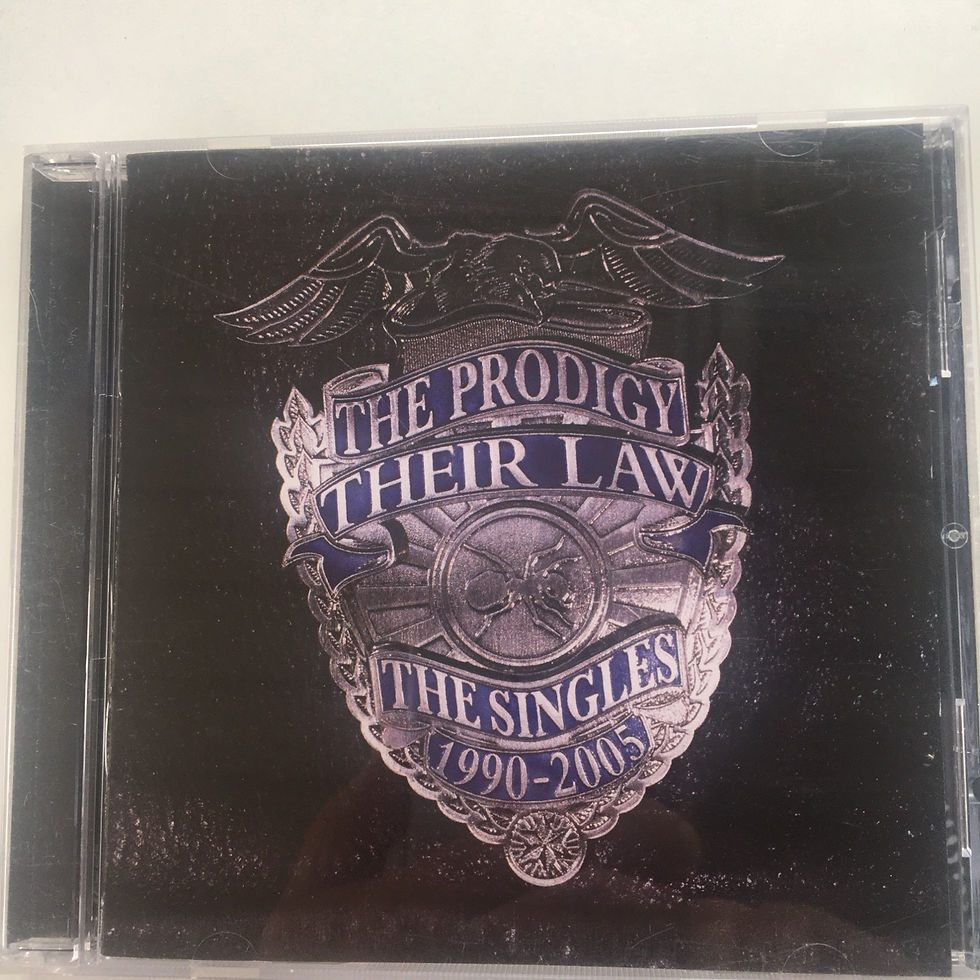 THE PRODIGY
THEIR LAW
THE SINGLES
1990-2005